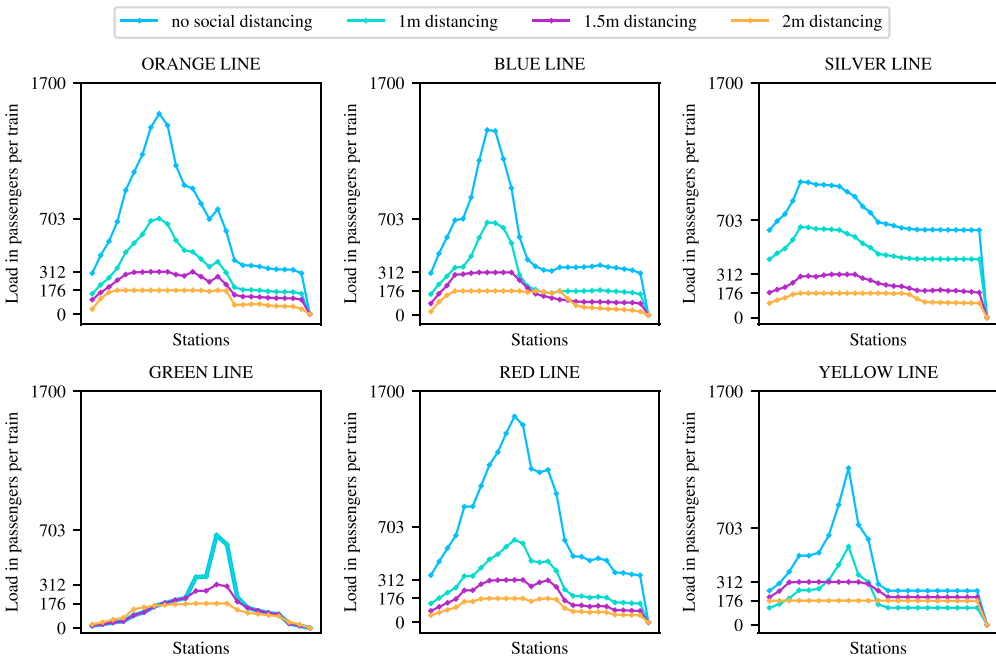 no social distancing 1m distancing 1.5m distancing 2m distancing
ORANGE LINE
Load in passengers per train
1700
703
312
176
0
Stations
BLUE LINE
Load in passengers per train
1700
703
312
176
0
Stations
SILVER LINE
Load in passengers per train
1700
703
312
176
0
Stations
GREEN LINE
Load in passengers per train
1700
703
312
176
0
Stations
RED LINE
Load in passengers per train
1700
703
312
176
0
Stations
YELLOW LINE
Load in passengers per train
1700
703
312
176
0
Stations